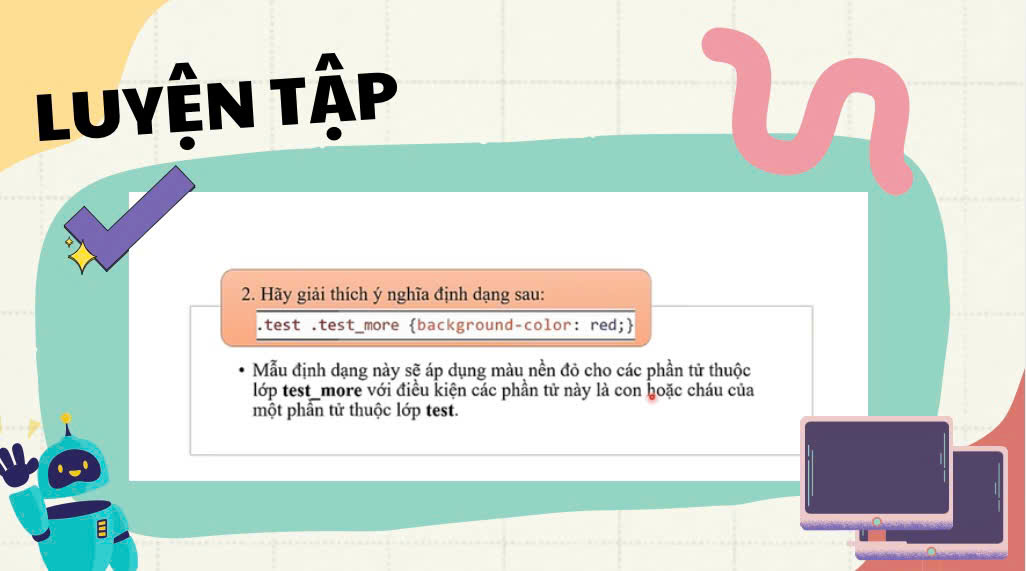 LUYỆN TẬP
2. Hãy giải thích ý nghĩa định dạng sau:
.test .test_more {background-color: red;}
• Mẫu định dạng này sẽ áp dụng màu nền đỏ cho các phần tử thuộc
lớp test_more với điều kiện các phần tử này là con hoặc cháu của
một phần tử thuộc lớp test.